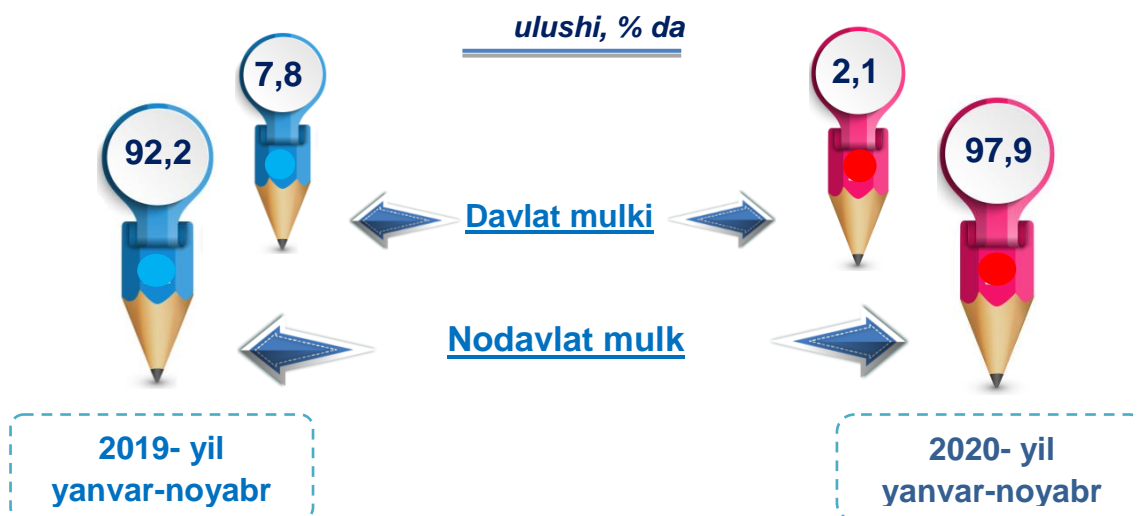 ulushi, % da
7,8
2,1
92,2
97,9
Davlat mulki
Nodavlat mulk
2019- yil
yanvar-noyabr
2020- yil
yanvar-noyabr